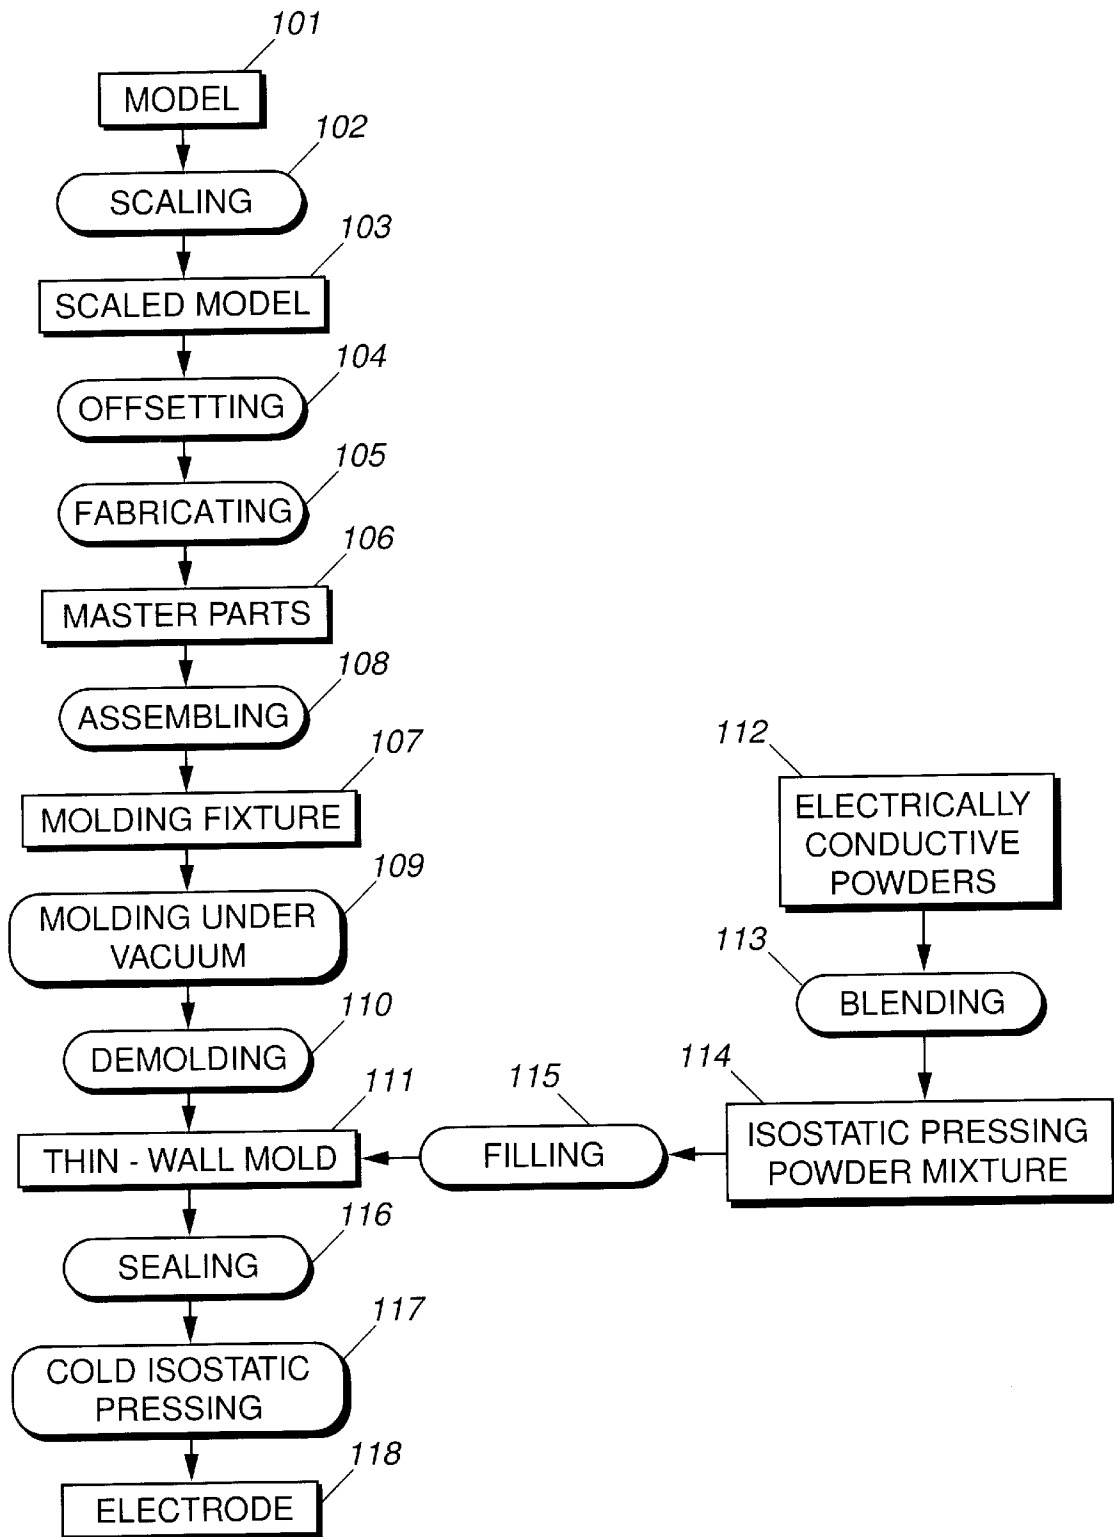 101
MODEL
102
SCALING
103
SCALED MODEL
104
OFFSETTING
105
FABRICATING
106
MASTER PARTS
108
ASSEMBLING
107
MOLDING FIXTURE
109
MOLDING UNDER
VACUUM
110
DEMOLDING
111
THIN - WALL MOLD
112
ELECTRICALLY
CONDUCTIVE
POWDERS
113
BLENDING
114
ISOSTATIC PRESSING
POWDER MIXTURE
115
FILLING
116
SEALING
117
COLD ISOSTATIC
PRESSING
118
ELECTRODE